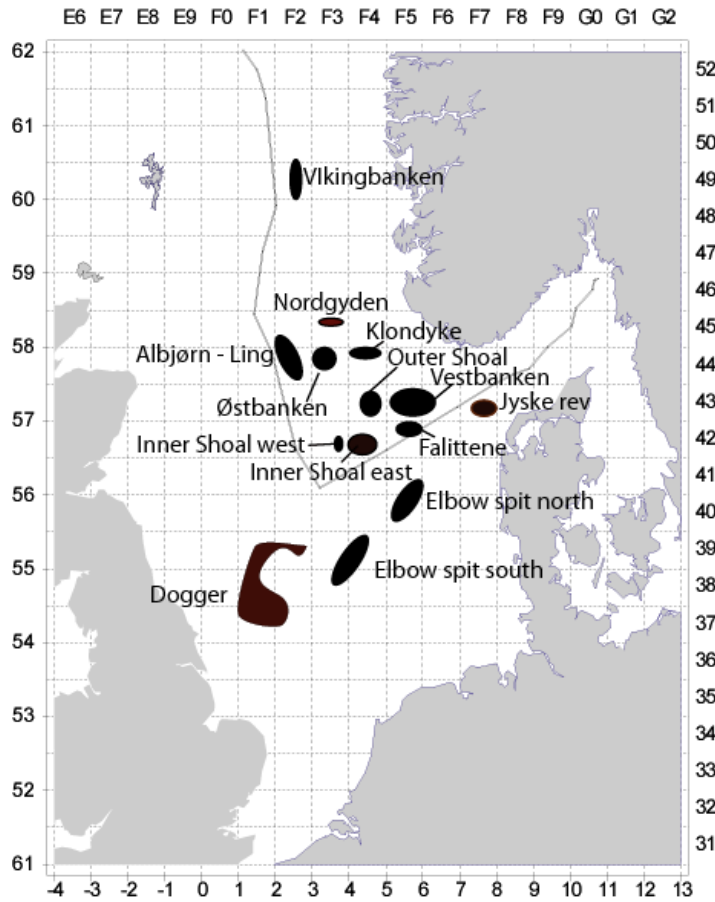 E6 E7 E8 E9 F0 F1 F2 F3 F4 F5 F6 F7 F8 F9 G0 G1 G2
62
52
51
61
50
VIkingbanken
49
60
48
47
59
46
Nordgyden
45
Klondyke
58
Albjørn - Ling
Outer Shoal
44
Vestbanken
Østbanken
Jyske rev
43
57
Inner Shoal west
Falittene
42
Inner Shoal east
41
56
Elbow spit north
40
39
55
Elbow spit south
38
Dogger
37
54
36
35
53
34
33
52
32
31
61
-4 -3 -2 -1 0 1 2 3 4 5 6 7 8 9 10 11 12 13